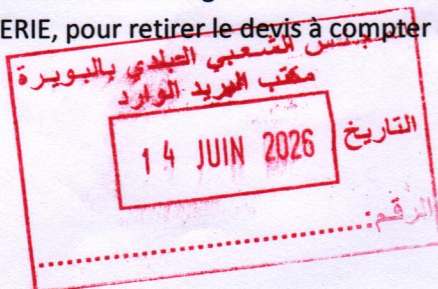 ERIE, pour retirer le devis à compter
المجلس الشعبي البلدي بالبويرة
مكتب البريد الوارد
التاريخ
14 JUIN 2026
الرقم: